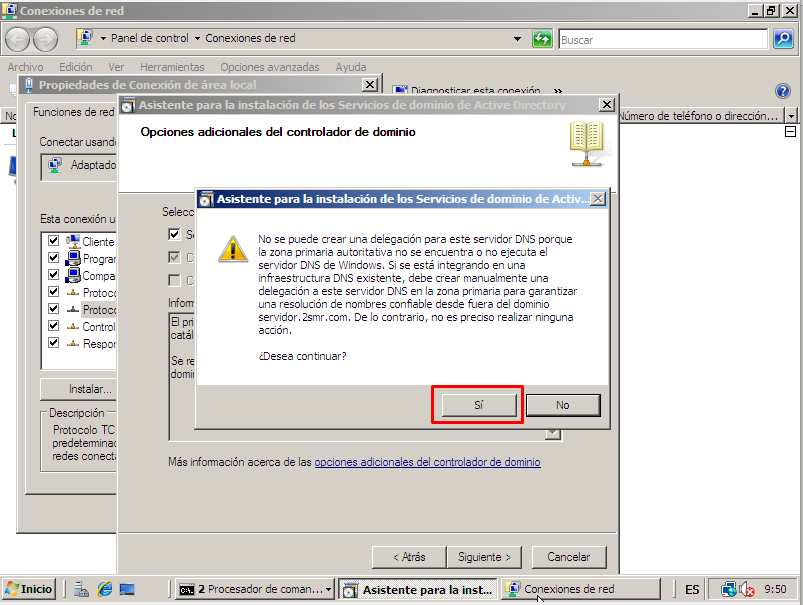 Conexiones de red
Panel de control
Conexiones de red
Buscar
Archivo Edición Ver Herramientas Opciones avanzadas Ayuda
Diagnosticar esta conexión
Número de teléfono o dirección...
Propiedades de Conexión de área local
Funciones de red
Conectar usando
Adaptado
Esta conexión u
Cliente
Program
Compa
Protoco
Protoco
Control
Respon
Instalar...
Descripción
Protocolo TC
predeterminad
redes conecta
Asistente para la instalación de los Servicios de dominio de Active Directory
Opciones adicionales del controlador de dominio
Selecc
Inform
El pri
catál
Se re
domin
Asistente para la instalación de los Servicios de dominio de Activ...
No se puede crear una delegación para este servidor DNS porque
la zona primaria autoritativa no se encuentra o no ejecuta el
servidor DNS de Windows. Si se está integrando en una
infraestructura DNS existente, debe crear manualmente una
delegación a este servidor DNS en la zona primaria para garantizar
una resolución de nombres confiable desde fuera del dominio
servidor.2smr.com. De lo contrario, no es preciso realizar ninguna
acción.
¿Desea continuar?
Sí
No
Más información acerca de las opciones adicionales del controlador de dominio
< Atrás
Siguiente >
Cancelar
Inicio
2 Procesador de coman...
Asistente para la inst...
Conexiones de red
ES
9:50